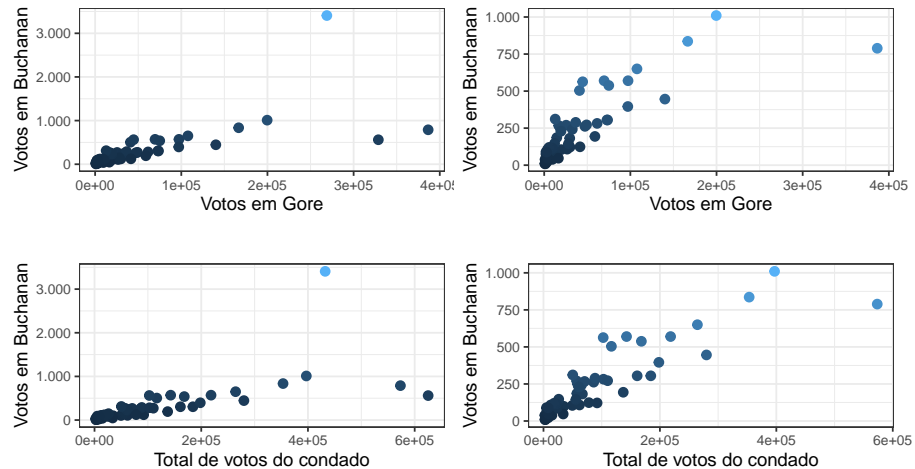 Votos em Buchanan
3.000
2.000
1.000
0
0e+00 1e+05 2e+05 3e+05 4e+05
Votos em Gore
Votos em Buchanan
1.000
750
500
250
0
0e+00 1e+05 2e+05 3e+05 4e+05
Votos em Gore
Votos em Buchanan
3.000
2.000
1.000
0
0e+00 2e+05 4e+05 6e+05
Total de votos do condado
Votos em Buchanan
1.000
750
500
250
0
0e+00 2e+05 4e+05 6e+05
Total de votos do condado